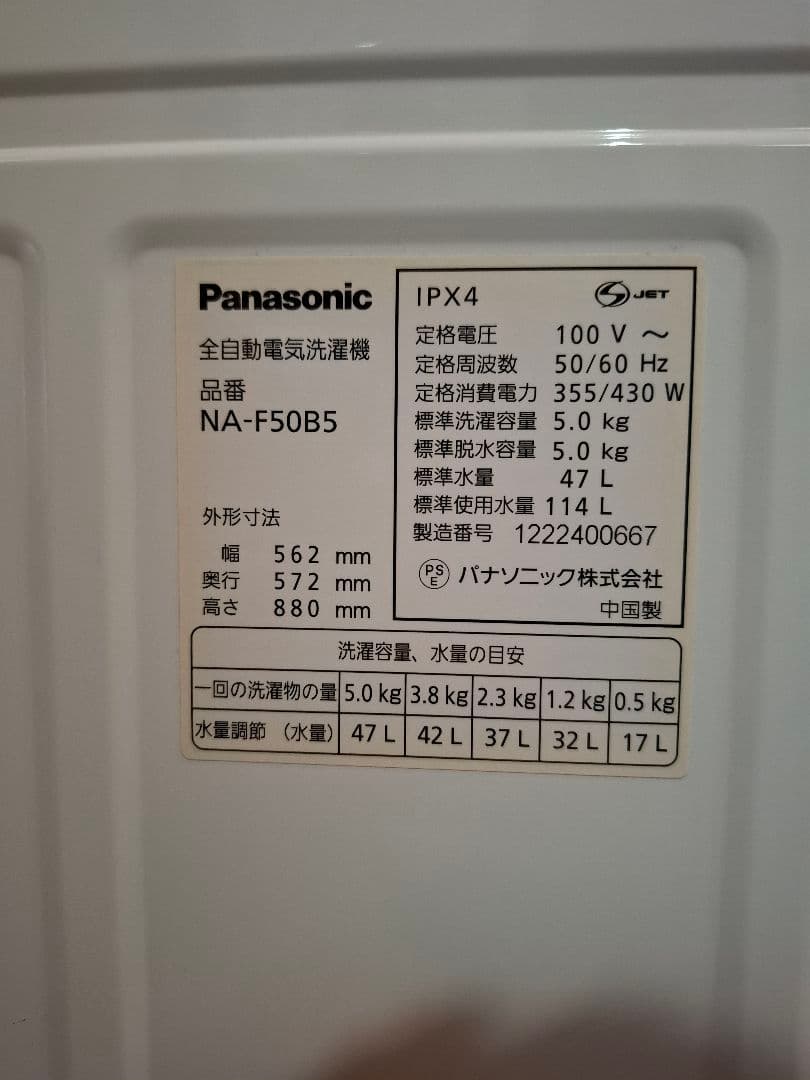 Panasonic
全自動電気洗濯機
品番
NA-F50B5
外形寸法
幅 562 mm
奥行 572 mm
高さ 880 mm
IPX4
S JET
定格電圧 100 V ～
定格周波数 50/60 Hz
定格消費電力 355/430 W
標準洗濯容量 5.0 kg
標準脱水容量 5.0 kg
標準水量 47 L
標準使用水量 114 L
製造番号 1222400667
PS E パナソニック株式会社
中国製
洗濯容量、水量の目安
一回の洗濯物の量 5.0 kg 3.8 kg 2.3 kg 1.2 kg 0.5 kg
水量調節 （水量） 47 L 42 L 37 L 32 L 17 L